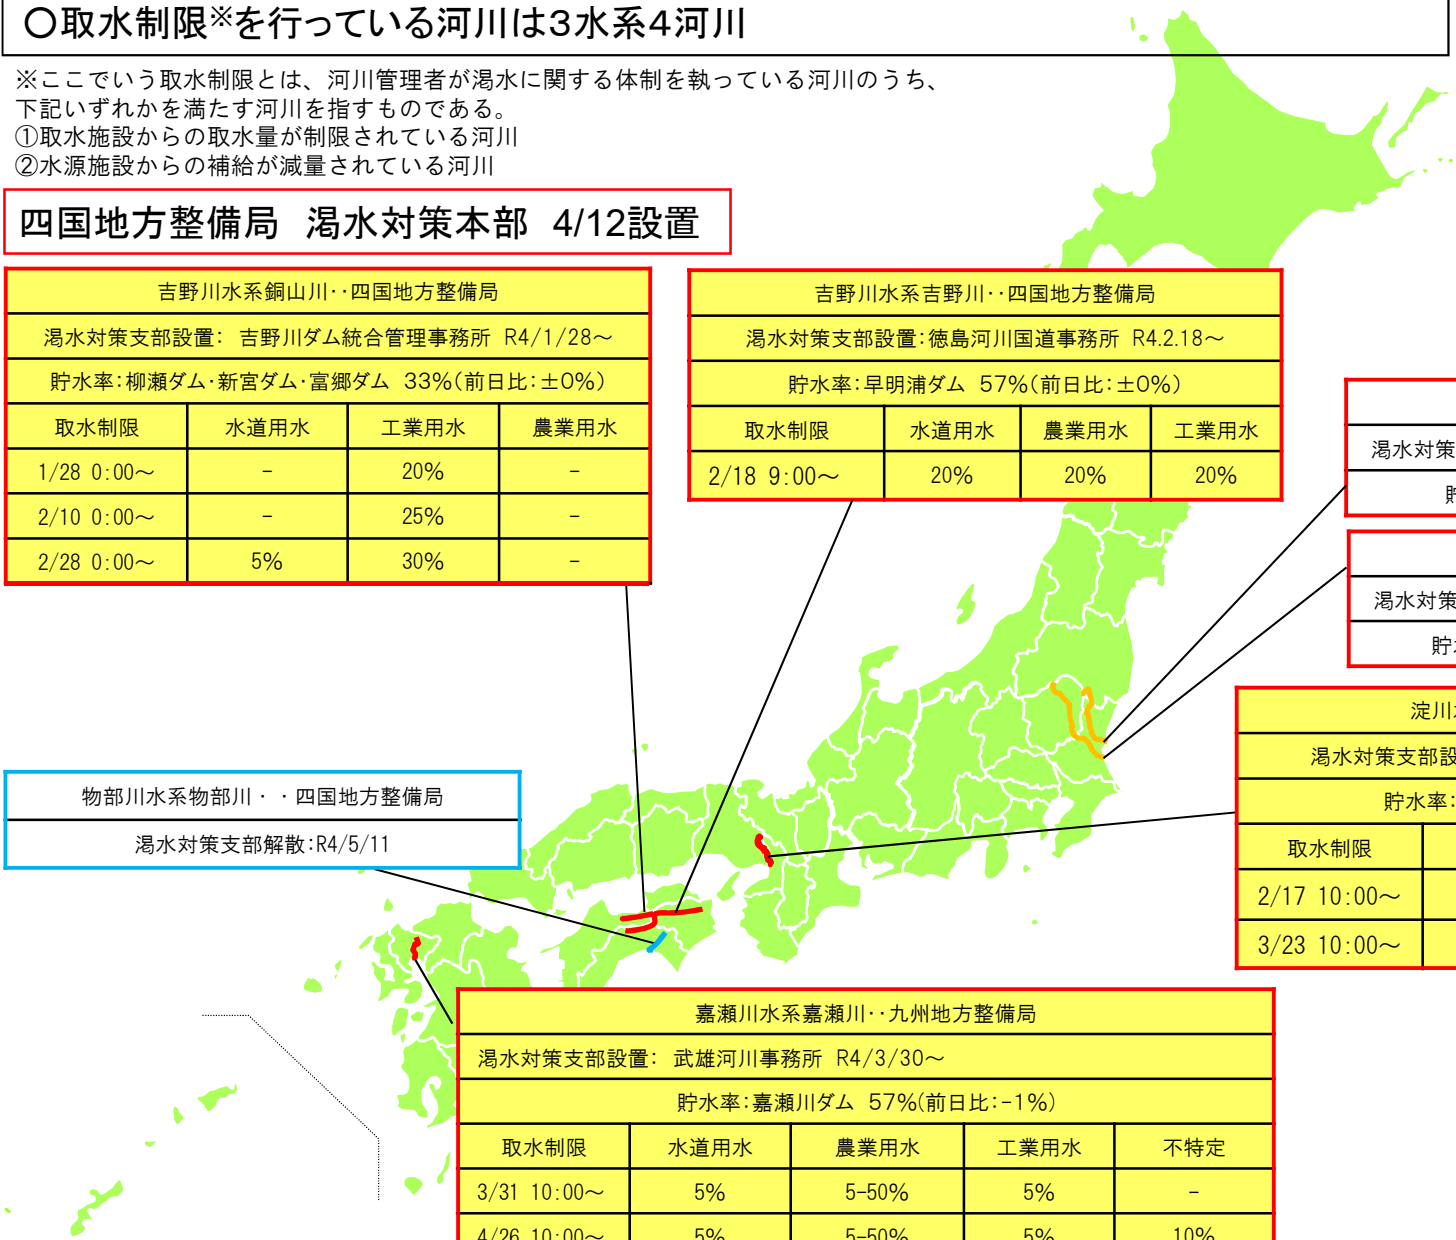 〇取水制限※を行っている河川は３水系４河川
※ここでいう取水制限とは、河川管理者が渇水に関する体制を執っている河川のうち、
下記いずれかを満たす河川を指すものである。
①取水施設からの取水量が制限されている河川
②水源施設からの補給が減量されている河川
四国地方整備局　渇水対策本部　4/12設置
吉野川水系銅山川‥四国地方整備局
渇水対策支部設置：　吉野川ダム統合管理事務所　R4/1/28～
貯水率：柳瀬ダム・新宮ダム・富郷ダム　33%（前日比：±0%）
取水制限 水道用水 工業用水 農業用水
1/28 0:00～ － 20% －
2/10 0:00～ － 25% －
2/28 0:00～ 5% 30% －
吉野川水系吉野川‥四国地方整備局
渇水対策支部設置：徳島河川国道事務所　R4.2.18～
貯水率：早明浦ダム　57%（前日比：±0%）
取水制限 水道用水 農業用水 工業用水
2/18 9:00～ 20% 20% 20%
渇水対策
貯
渇水対策
貯
淀川
渇水対策支部設
貯水率：
取水制限
2/17 10:00～
3/23 10:00～
物部川水系物部川・・四国地方整備局
渇水対策支部解散：R4/5/11
嘉瀬川水系嘉瀬川‥九州地方整備局
渇水対策支部設置：　武雄河川事務所　R4/3/30～
貯水率：嘉瀬川ダム　57%（前日比：-1%）
取水制限 水道用水 農業用水 工業用水 不特定
3/31 10:00～ 5% 5-50% 5% －
4/26 10:00～ 5% 5-50% 5% 10%